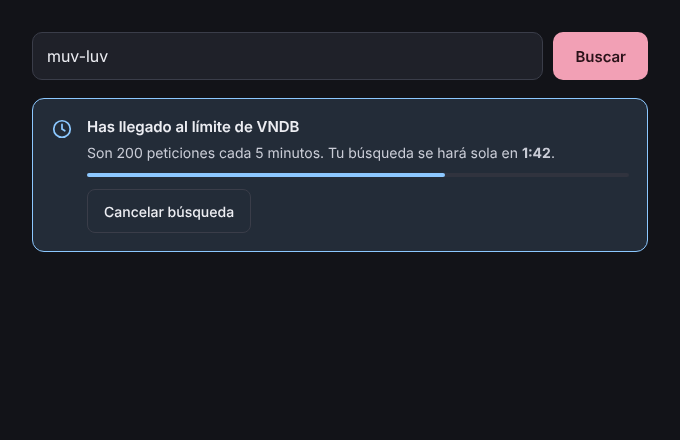 muv-luv
Buscar
Has llegado al límite de VNDB
Son 200 peticiones cada 5 minutos. Tu búsqueda se hará sola en 1:42.
Cancelar búsqueda